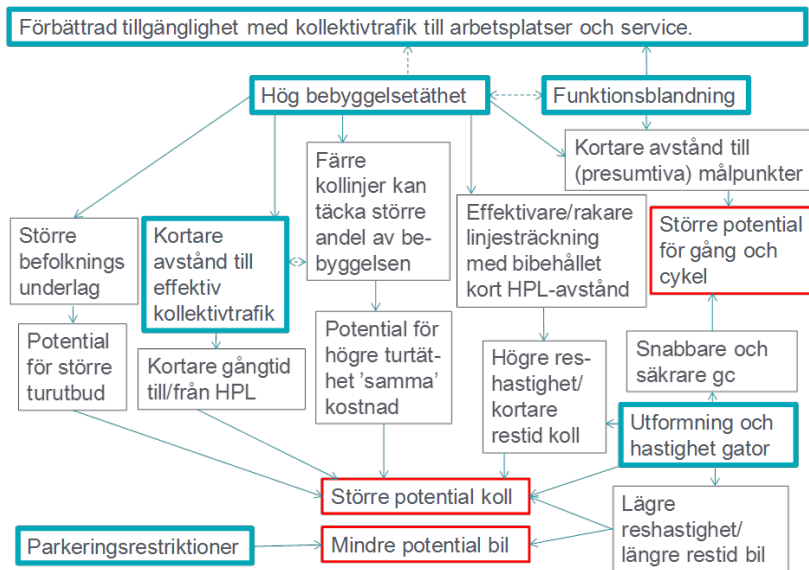 Förbättrad tillgänglighet med kollektivtrafik till arbetsplatser och service.
Hög bebyggelsetäthet
Funktionsblandning
Färre
kollinjer kan
täcka större
andel av be-
byggelsen
Kortare avstånd till
(presumtiva) målpunkter
Större
befolknings
underlag
Kortare
avstånd till
effektiv
kollektivtrafik
Effektivare/rakare
linjesträckning
med bibehållet
kort HPL-avstånd
Större potential
för gång och
cykel
Potential
för större
turutbud
Kortare gångtid
till/från HPL
Potential för
högre turtät-
het ’samma’
kostnad
Högre res-
hastighet/
kortare
restid koll
Snabbare och
säkrare gc
Utformning och
hastighet gator
Större potential koll
Lägre
reshastighet/
längre restid bil
Parkeringsrestriktioner
Mindre potential bil